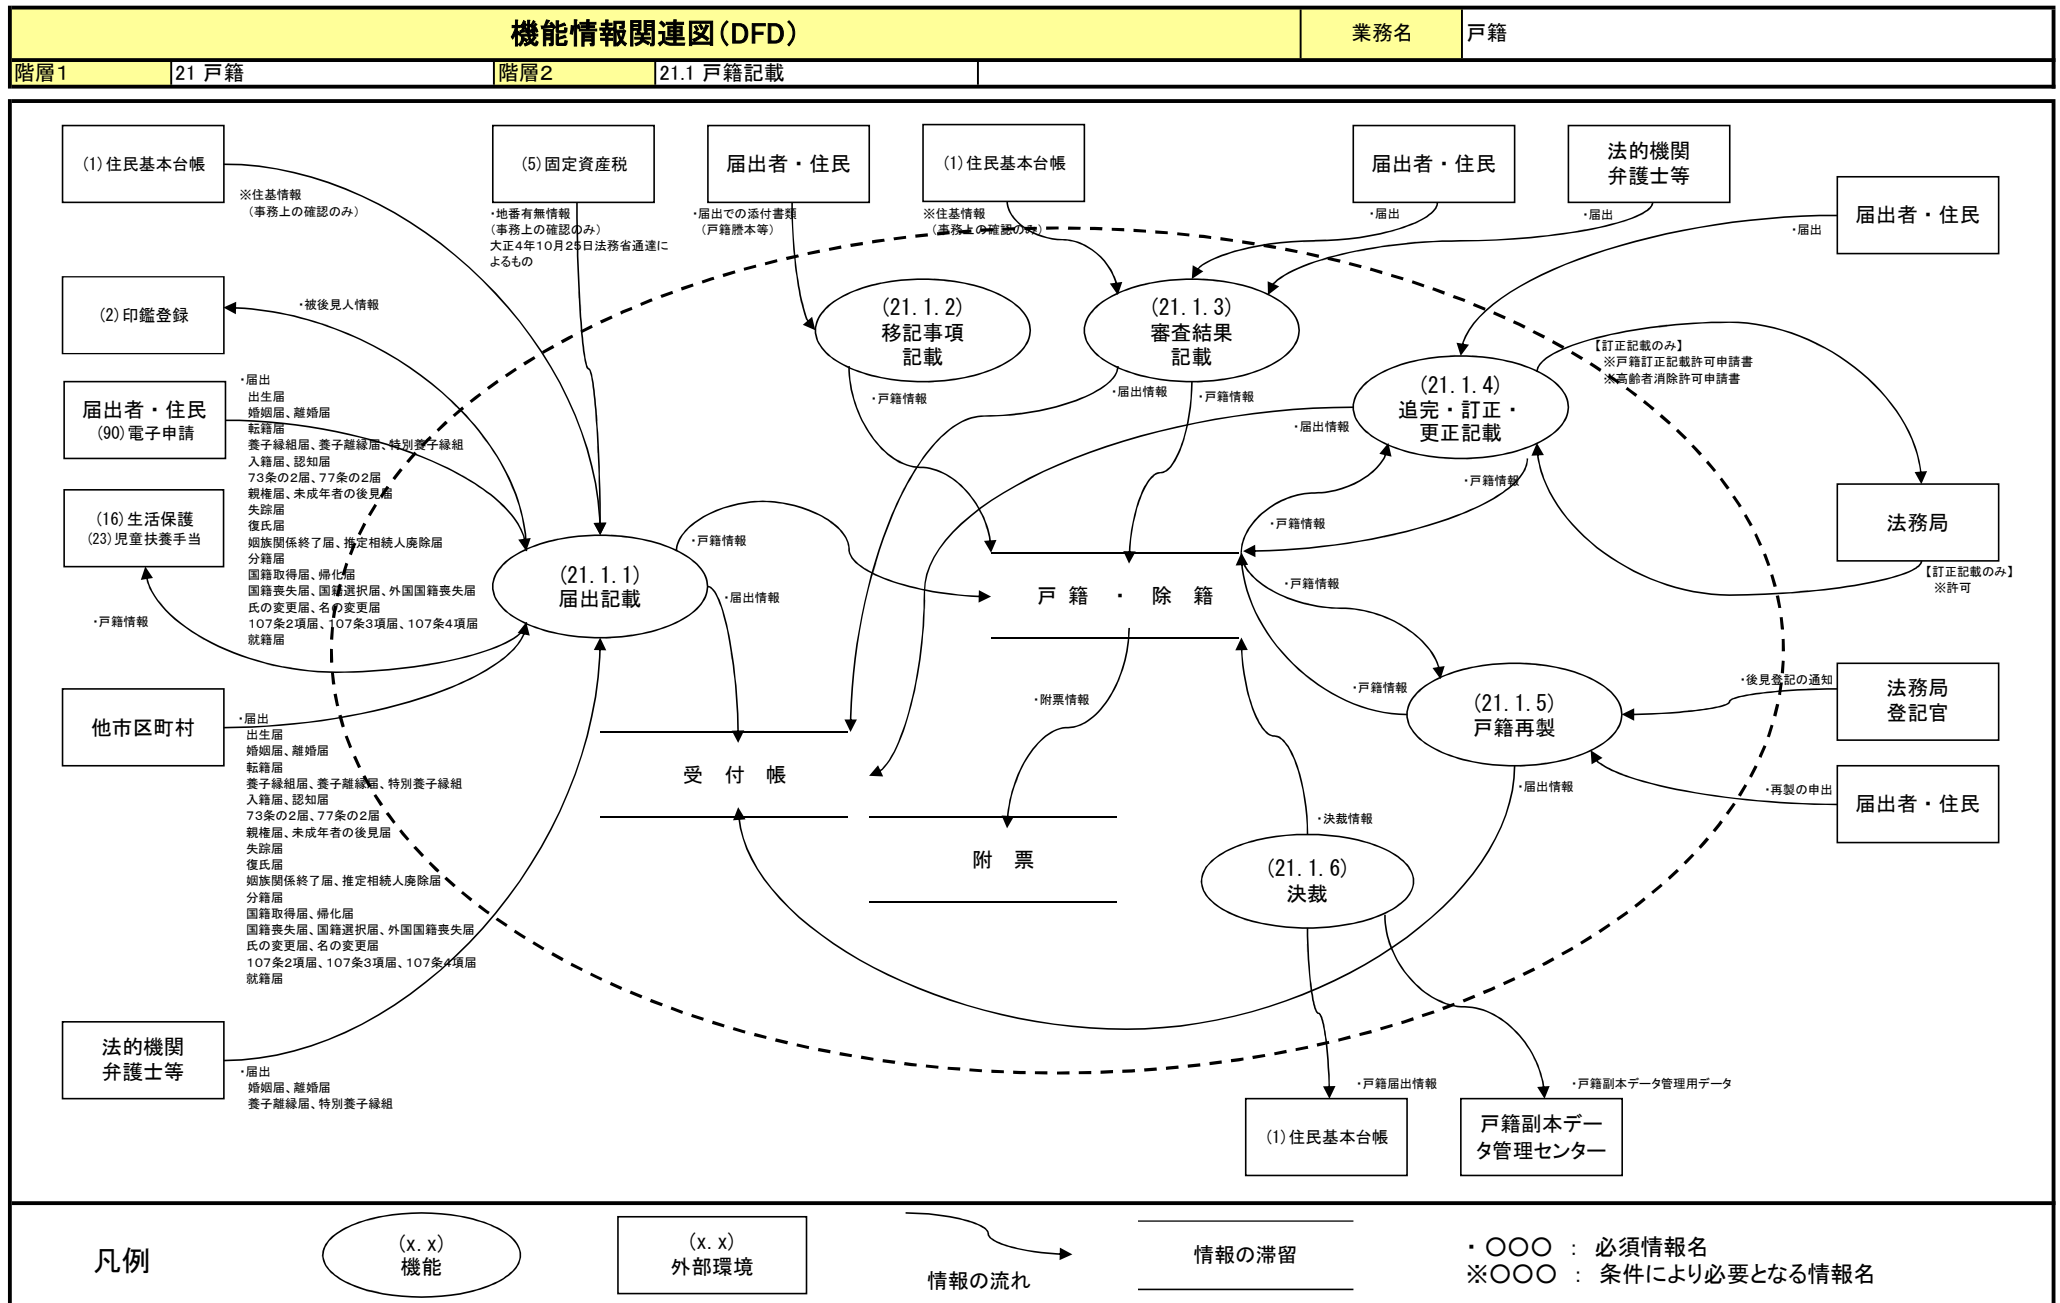 機能情報関連図(DFD)
業務名
戸籍
階層1
21 戸籍
階層2
21.1 戸籍記載
(1)住民基本台帳
※住基情報
(事務上の確認のみ)
(5)固定資産税
・地番有無情報
(事務上の確認のみ)
大正4年10月25日法務省通達に
よるもの
届出者・住民
・届出での添付書類
(戸籍謄本等)
(1)住民基本台帳
※住基情報
(事務上の確認のみ)
届出者・住民
・届出
法的機関
弁護士等
・届出
届出者・住民
・届出
(2)印鑑登録
・被後見人情報
(21.1.2)
移記事項
記載
・戸籍情報
(21.1.3)
審査結果
記載
・届出情報
・戸籍情報
(21.1.4)
追完・訂正・
更正記載
・届出情報
・戸籍情報
・戸籍情報
【訂正記載のみ】
※戸籍訂正記載許可申請書
※高齢者消除許可申請書
届出者・住民
(90)電子申請
・届出
出生届
婚姻届、離婚届
転籍届
養子縁組届、養子離縁届、特別養子縁組
入籍届、認知届
73条の2届、77条の2届
親権届、未成年者の後見届
失踪届
復氏届
姻族関係終了届、推定相続人廃除届
分籍届
国籍取得届、帰化届
国籍喪失届、国籍選択届、外国国籍喪失届
氏の変更届、名の変更届
107条2項届、107条3項届、107条4項届
就籍届
(16)生活保護
(23)児童扶養手当
・戸籍情報
法務局
【訂正記載のみ】
※許可
(21.1.1)
届出記載
・戸籍情報
・届出情報
戸籍・除籍
・戸籍情報
・戸籍情報
・附票情報
(21.1.5)
戸籍再製
・後見登記の通知
法務局
登記官
・届出情報
・再製の申出
届出者・住民
他市区町村
・届出
出生届
婚姻届、離婚届
転籍届
養子縁組届、養子離縁届、特別養子縁組
入籍届、認知届
73条の2届、77条の2届
親権届、未成年者の後見届
失踪届
復氏届
姻族関係終了届、推定相続人廃除届
分籍届
国籍取得届、帰化届
国籍喪失届、国籍選択届、外国国籍喪失届
氏の変更届、名の変更届
107条2項届、107条3項届、107条4項届
就籍届
受付帳
附票
・決裁情報
(21.1.6)
決裁
法的機関
弁護士等
・届出
婚姻届、離婚届
養子離縁届、特別養子縁組
・戸籍届出情報
(1)住民基本台帳
・戸籍副本データ管理用データ
戸籍副本デー
タ管理センター
凡例
(x.x)
機能
(x.x)
外部環境
情報の流れ
情報の滞留
・〇〇〇 : 必須情報名
※〇〇〇 : 条件により必要となる情報名